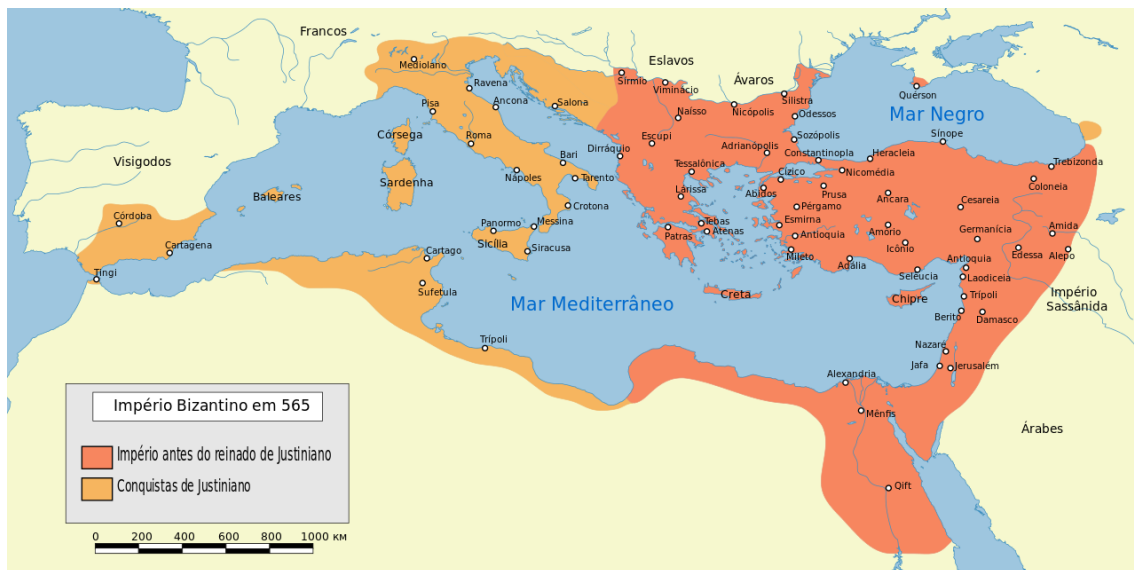 Francos
Eslavos
Ávaros
Mediolano
Ravena
Sírmio
Viminácio
Quérson
Pisa
Ancona
Salona
Naísso
Nicópolis
Silistra
Odessos
Mar Negro
Córsega
Roma
Escupi
Sozópolis
Sínope
Visigodos
Bari
Dirráquio
Adrianópolis
Constantinopla
Heracleia
Trebizonda
Sardenha
Nápoles
Tarento
Tessalônica
Cízico
Nicomédia
Coloneia
Baleares
Lárissa
Abidos
Prusa
Ancara
Cesareia
Crotona
Pérgamo
Córdoba
Panormo
Messina
Tebas
Esmirna
Amório
Germanícia
Amida
Cartagena
Cartago
Sicília
Siracusa
Patras
Atenas
Antioquia
Icônio
Edessa
Alepo
Tingi
Mileto
Adália
Antioquia
Selêucia
Laodiceia
Sufetula
Mar Mediterrâneo
Creta
Chipre
Trípoli
Império
Sassânida
Berito
Damasco
Trípoli
Nazaré
Jafa
Jerusalém
Alexandria
Mênfis
Árabes
Qift
Império Bizantino em 565
Império antes do reinado de Justiniano
Conquistas de Justiniano
0 200 400 600 800 1000 км